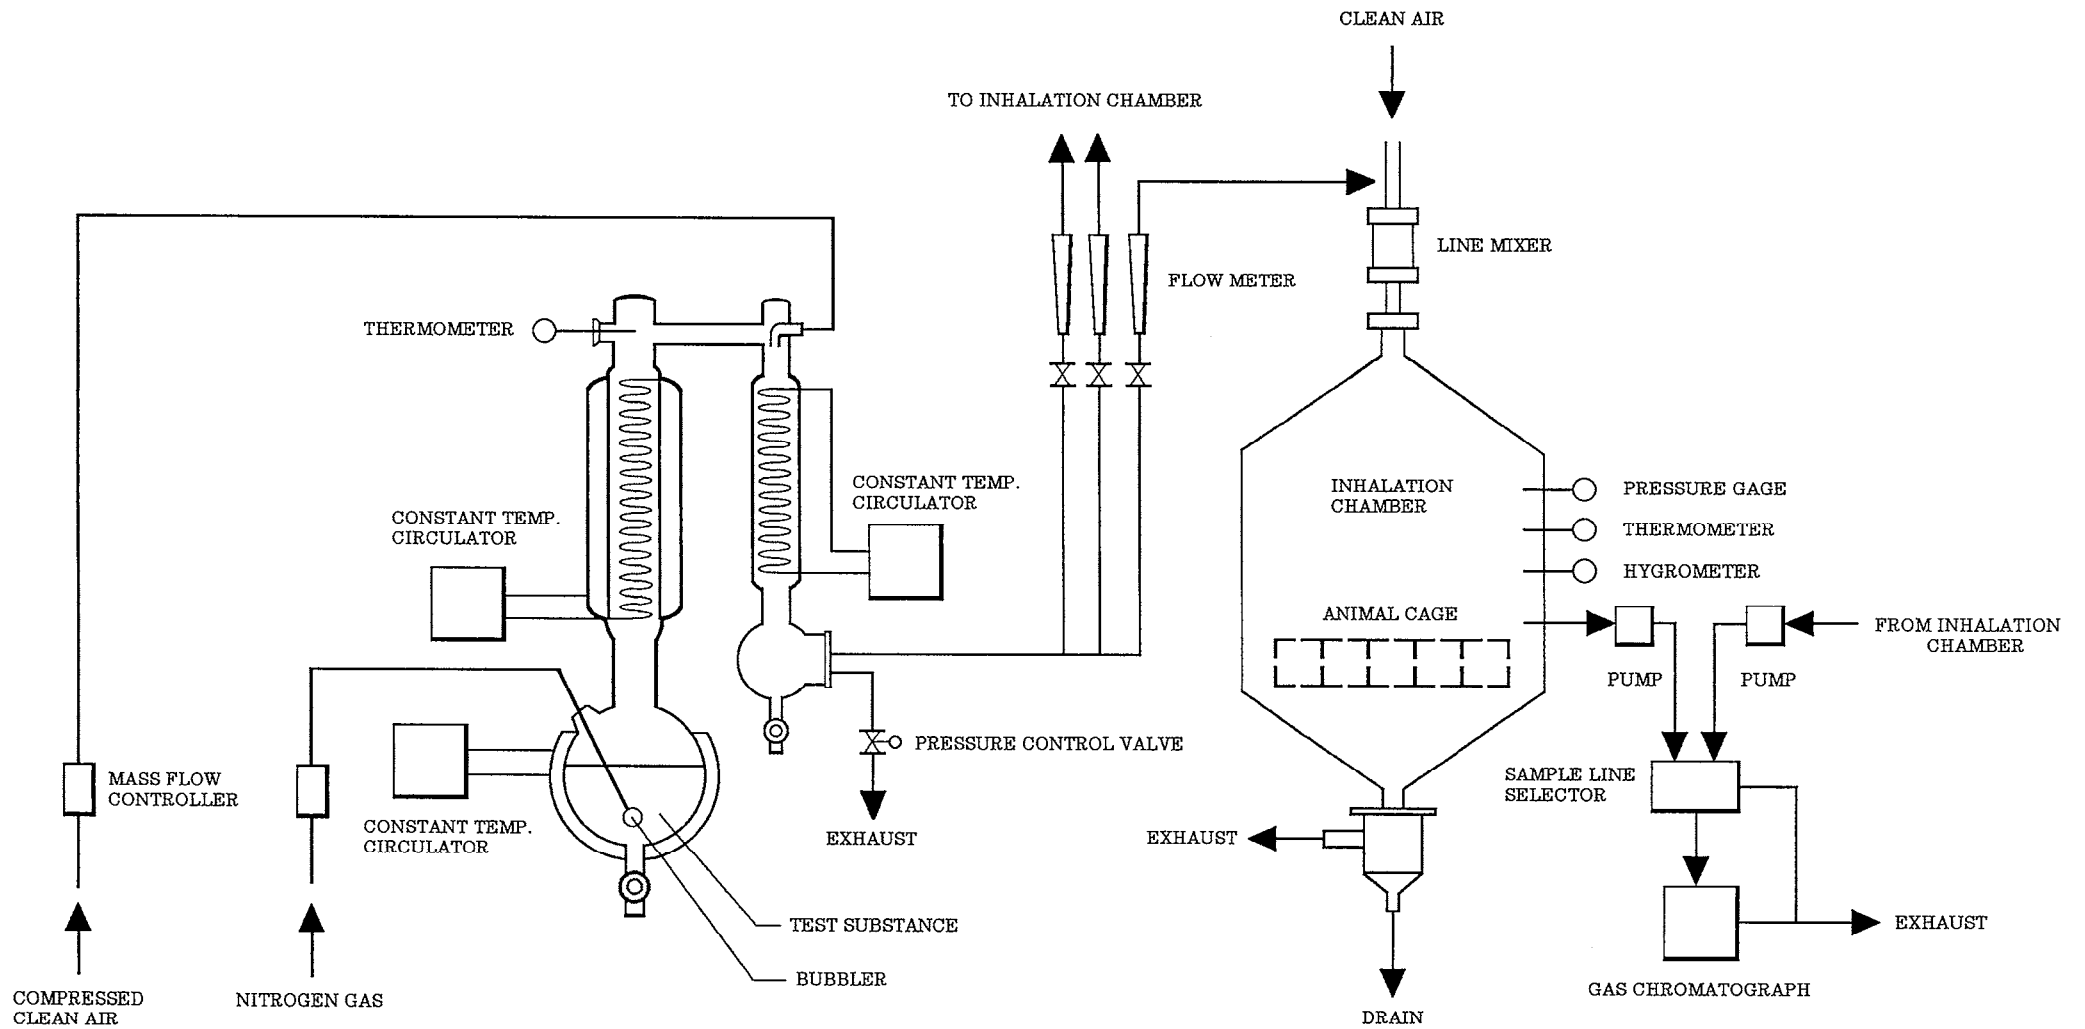 CLEAN AIR
TO INHALATION CHAMBER
LINE MIXER
FLOW METER
THERMOMETER
CONSTANT TEMP.
CIRCULATOR
CONSTANT TEMP.
CIRCULATOR
INHALATION
CHAMBER
PRESSURE GAGE
THERMOMETER
HYGROMETER
ANIMAL CAGE
FROM INHALATION
CHAMBER
PUMP
PUMP
PRESSURE CONTROL VALVE
MASS FLOW
CONTROLLER
SAMPLE LINE
SELECTOR
CONSTANT TEMP.
CIRCULATOR
EXHAUST
EXHAUST
TEST SUBSTANCE
EXHAUST
BUBBLER
GAS CHROMATOGRAPH
COMPRESSED
CLEAN AIR
NITROGEN GAS
DRAIN